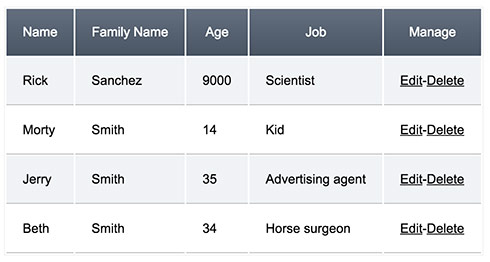 Name Family Name Age Job Manage
Rick Sanchez 9000 Scientist Edit-Delete
Morty Smith 14 Kid Edit-Delete
Jerry Smith 35 Advertising agent Edit-Delete
Beth Smith 34 Horse surgeon Edit-Delete